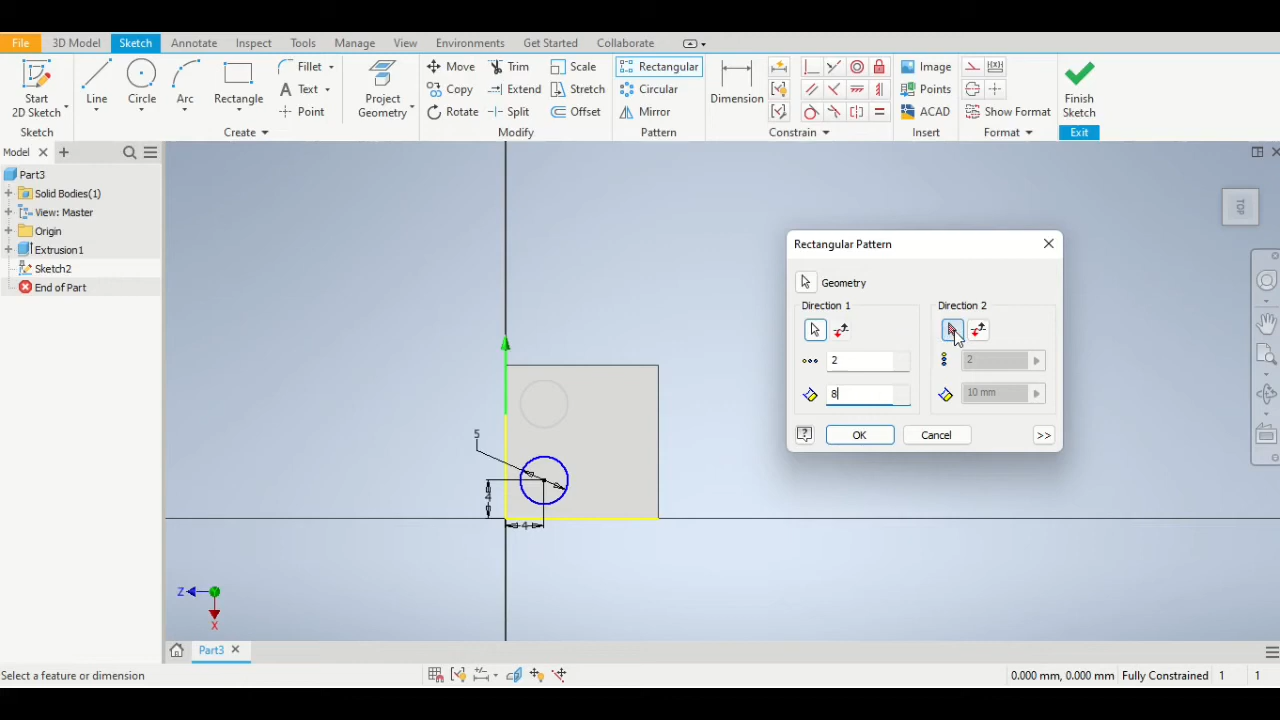 File 3D Model Sketch Annotate Inspect Tools Manage View Environments Get Started Collaborate
Start 2D Sketch
Line
Circle
Arc
Rectangle
Fillet
Text
Point
Project Geometry
Move
Copy
Rotate
Trim
Extend
Split
Scale
Stretch
Offset
Rectangular
Circular
Mirror
Dimension
Image
Points
ACAD
Show Format
Finish Sketch
Sketch Create Modify Pattern Constrain Insert Format Exit
Model
Part3
Solid Bodies(1)
View: Master
Origin
Extrusion1
Sketch2
End of Part
TOP
Rectangular Pattern
Geometry
Direction 1
Direction 2
2
2
8
10 mm
OK
Cancel
>>
5
4
4
Z
X
Part3
Select a feature or dimension
0.000 mm, 0.000 mm Fully Constrained 1 1